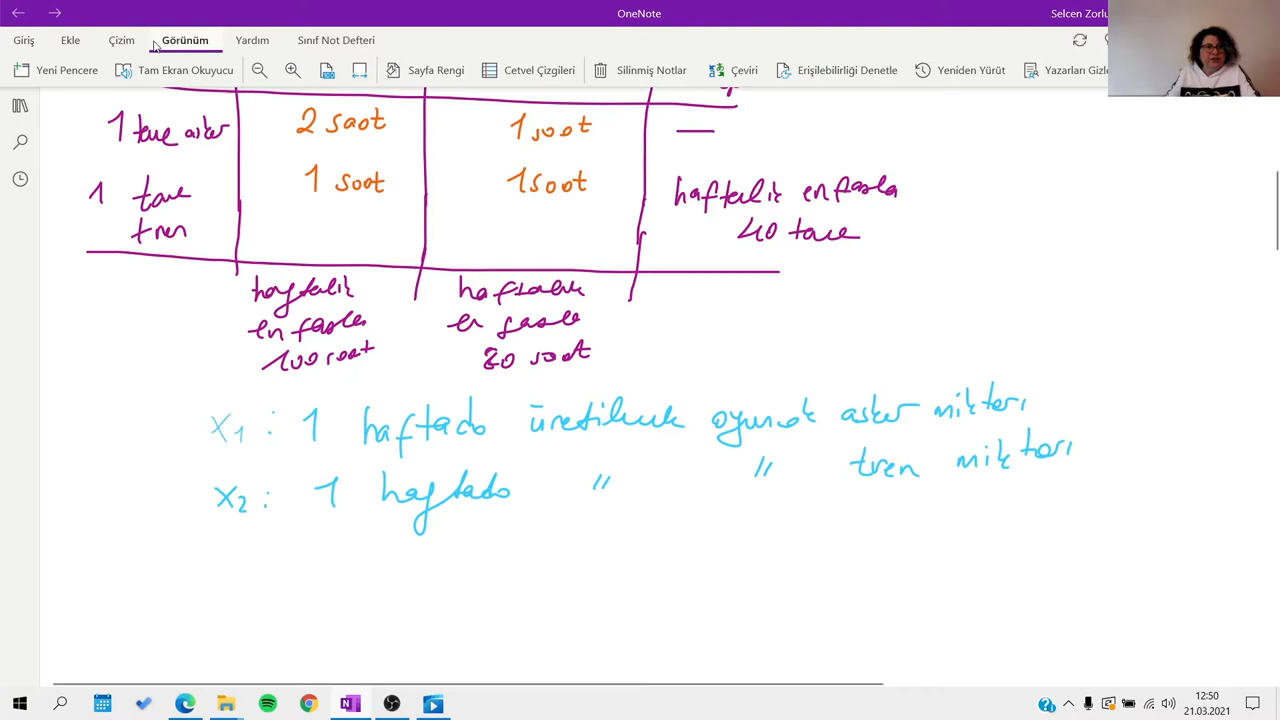 OneNote
Selcen Zorlu
Giriş Ekle Çizim Görünüm Yardım Sınıf Not Defteri
Yeni Pencere Tam Ekran Okuyucu Sayfa Rengi Cetvel Çizgileri Silinmiş Notlar Çeviri Erişilebilirliği Denetle Yeniden Yürüt Yazarları Gizle
1 tane asker 2 saat 1 saat —
1 tane tren 1 saat 1 saat haftalık en fazla
40 tane
haftalık haftalık
en fazla en fazla
100 saat 80 saat
x1: 1 haftada üretilecek oyuncak asker miktarı
x2: 1 haftada " " tren miktarı
12:50
21.03.2021